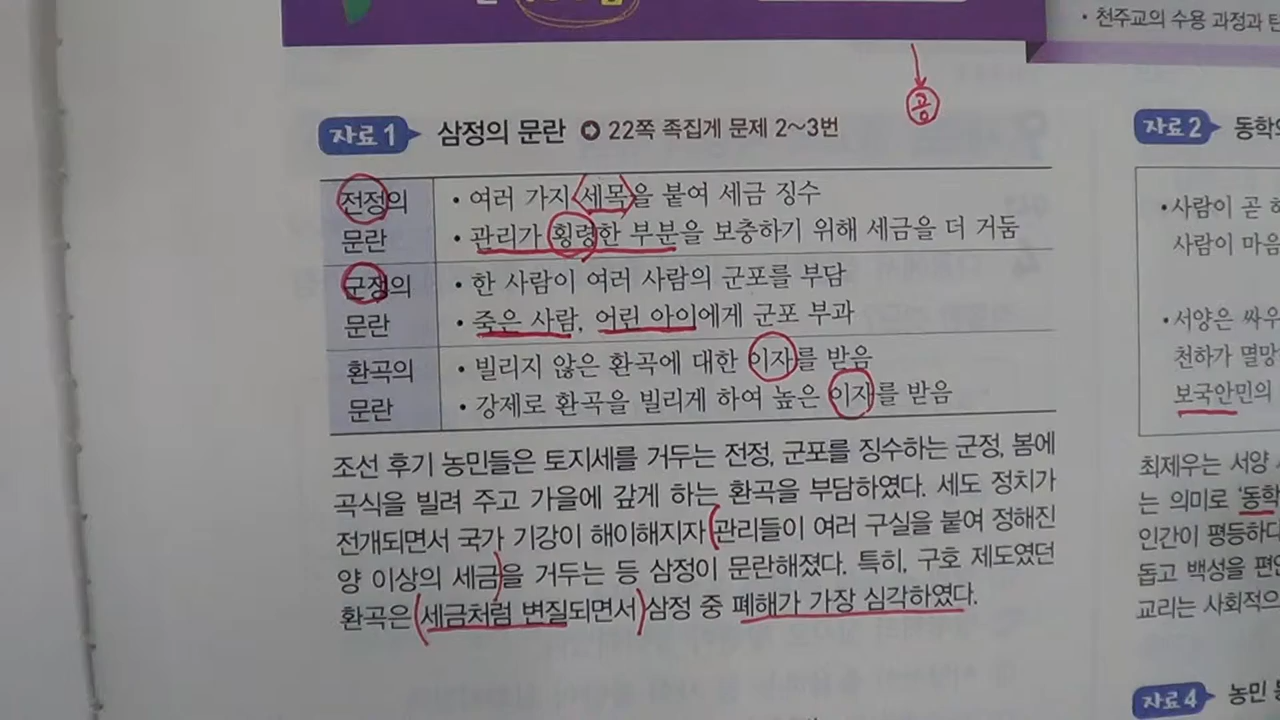 • 천주교의 수용 과정과 탄
공
자료 1 삼정의 문란 ➲ 22쪽 족집게 문제 2~3번
전정의 문란
• 여러 가지 세목을 붙여 세금 징수
• 관리가 횡령한 부분을 보충하기 위해 세금을 더 거둠
군정의 문란
• 한 사람이 여러 사람의 군포를 부담
• 죽은 사람, 어린 아이에게 군포 부과
환곡의 문란
• 빌리지 않은 환곡에 대한 이자를 받음
• 강제로 환곡을 빌리게 하여 높은 이자를 받음
조선 후기 농민들은 토지세를 거두는 전정, 군포를 징수하는 군정, 봄에
곡식을 빌려 주고 가을에 갚게 하는 환곡을 부담하였다. 세도 정치가
전개되면서 국가 기강이 해이해지자 관리들이 여러 구실을 붙여 정해진
양 이상의 세금을 거두는 등 삼정이 문란해졌다. 특히, 구호 제도였던
환곡은 세금처럼 변질되면서 삼정 중 폐해가 가장 심각하였다.
자료 2 동학
• 사람이 곧
사람이 마음
• 서양은 싸우
천하가 멸망
보국안민의
최제우는 서양
는 의미로 '동학
인간이 평등하다
돕고 백성을 편안
교리는 사회적으
자료 4 농민